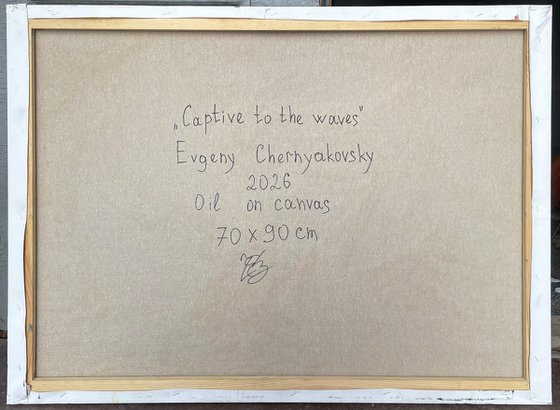 „Captive to the waves"
Evgeny Chernyakovsky
2026
Oil on canvas
70 x 90 cm